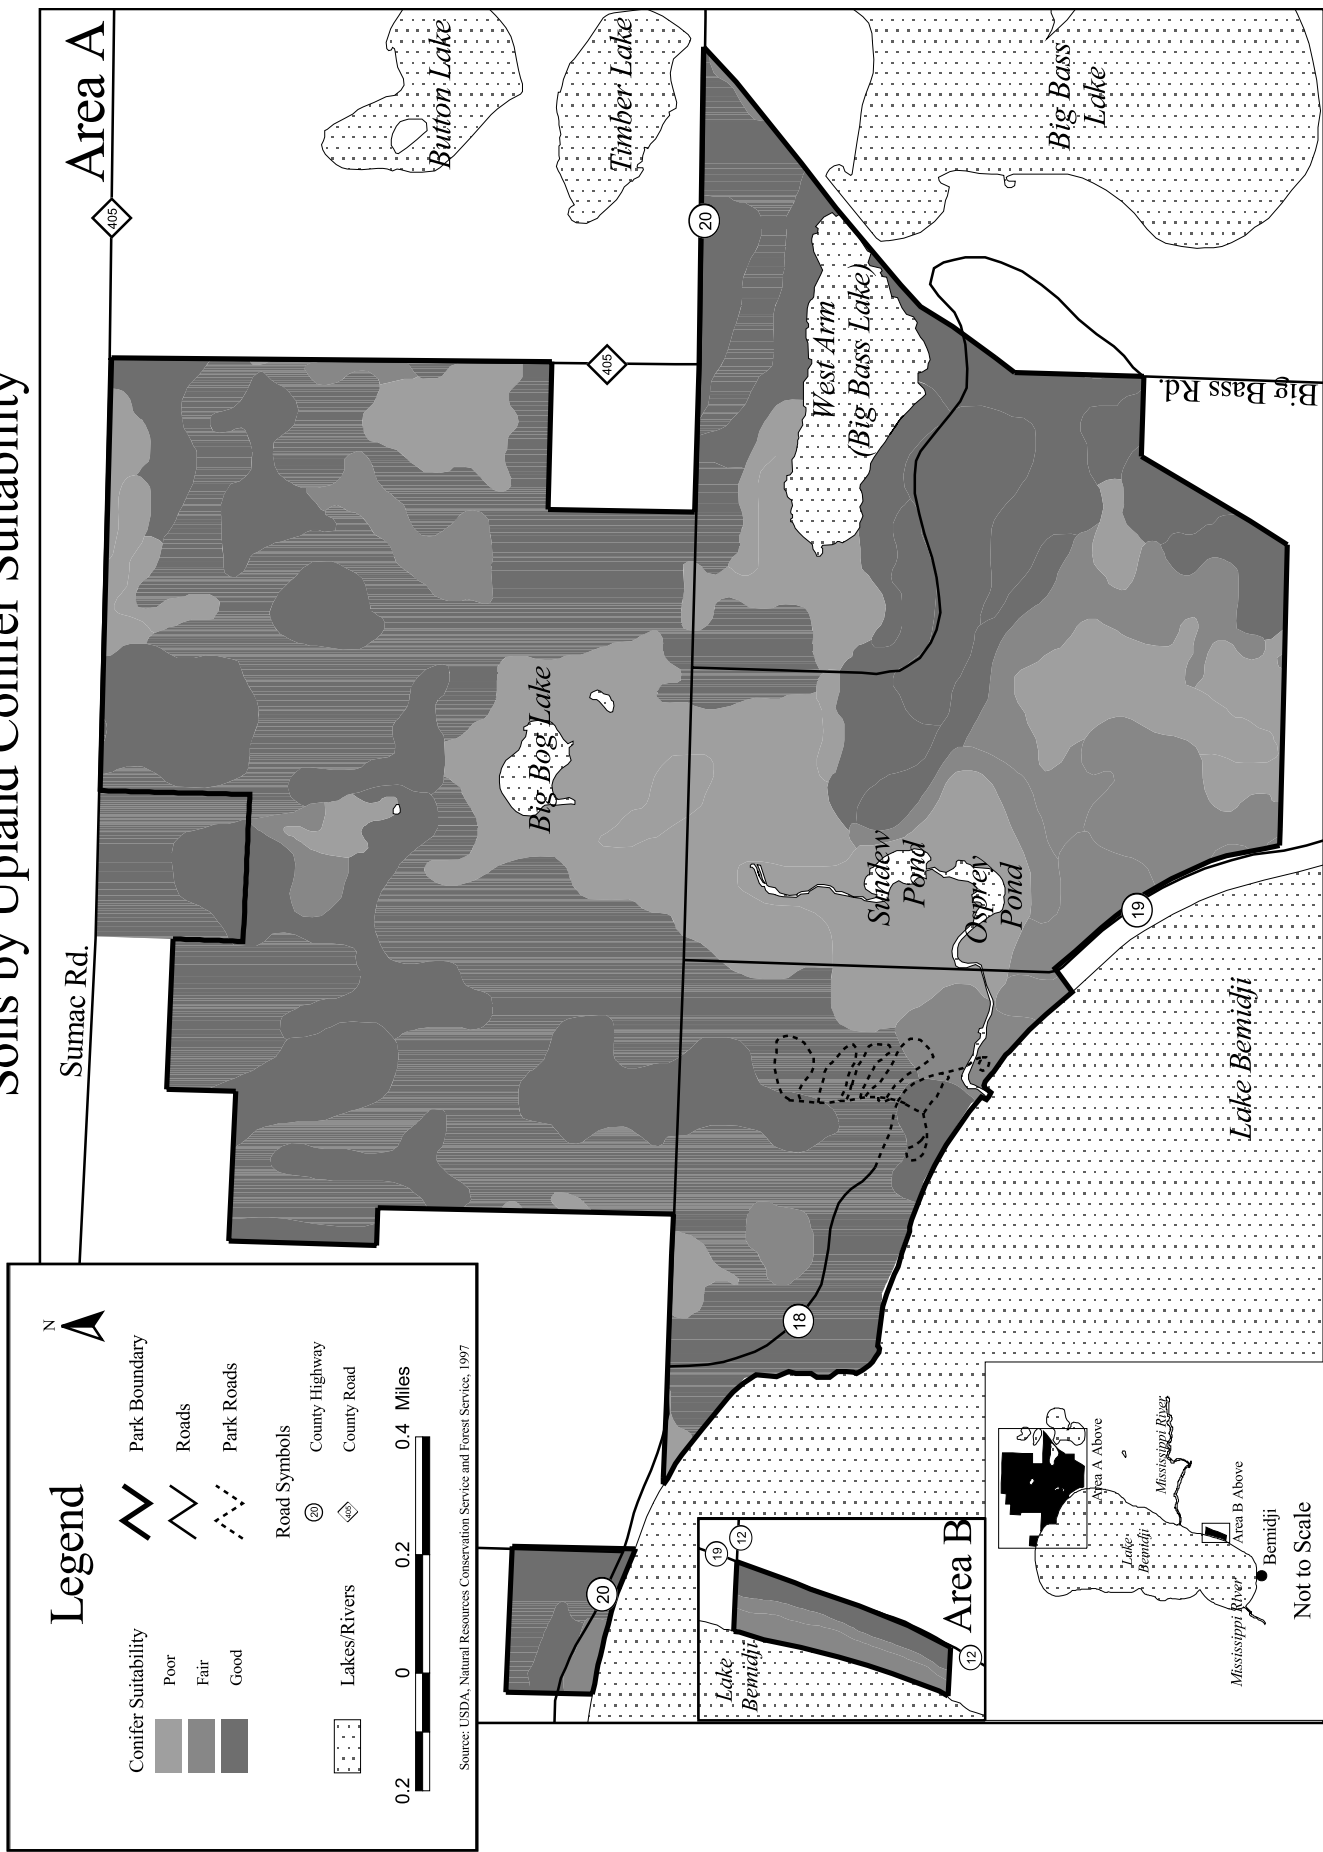 Soils by Upland Conifer Suitability
Area A
405
Button Lake
Timber Lake
20
Big Bass
Lake
405
West Arm
(Big Bass Lake)
Big Bass Rd.
Sumac Rd.
Big Bog Lake
Sundew
Pond
Osprey
Pond
19
Lake Bemidji
18
20
Legend
N
Conifer Suitability
Poor
Fair
Good
Lakes/Rivers
Park Boundary
Roads
Park Roads
Road Symbols
20 County Highway
405 County Road
0.2 0 0.2 0.4 Miles
Source: USDA, Natural Resources Conservation Service and Forest Service, 1997
Area B
19
12
Lake
Bemidji
12
Area A Above
Mississippi River
Lake
Bemidji
Area B Above
Bemidji
Mississippi River
Not to Scale